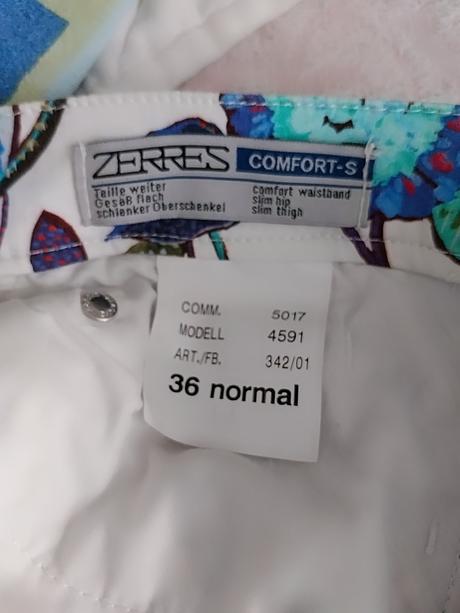 ZERRES COMFORT-S
Taille weiter comfort waistband
Gesäß flach slim hip
schlanker Oberschenkel slim thigh
COMM. 5017
MODELL 4591
ART./FB. 342/01
36 normal